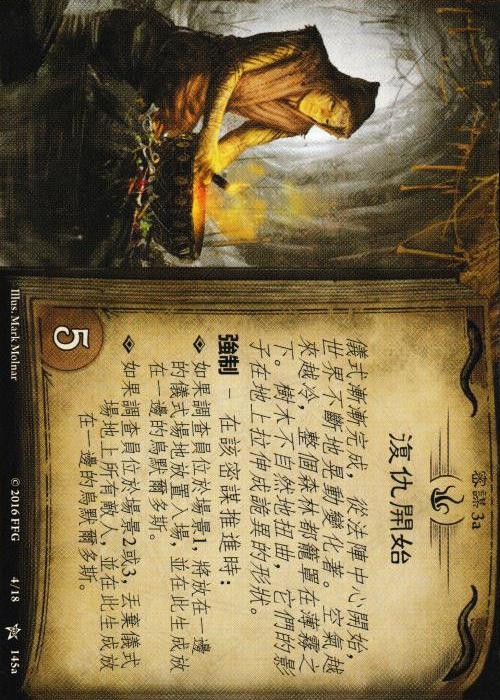 密謀 3a
復仇開始
儀式漸漸完成，從法陣中心開始，
世界不斷地晃動變化著。空氣越
來越冷，整個森林都籠罩在薄霧之
下。樹木不自然地扭曲，它們的影
子在地上拉伸成詭異的形狀。
強制 – 在該密謀推進時：
如果調查員位於場景1，將放在一邊
的儀式場地放置入場，並在此生成放
在一邊的烏默爾多斯。
如果調查員位於場景2或3，丟棄儀式
場地上所有敵人，並在此生成放
在一邊的烏默爾多斯。
5
Illus. Mark Molnar
© 2016 FFG
4/18
145a